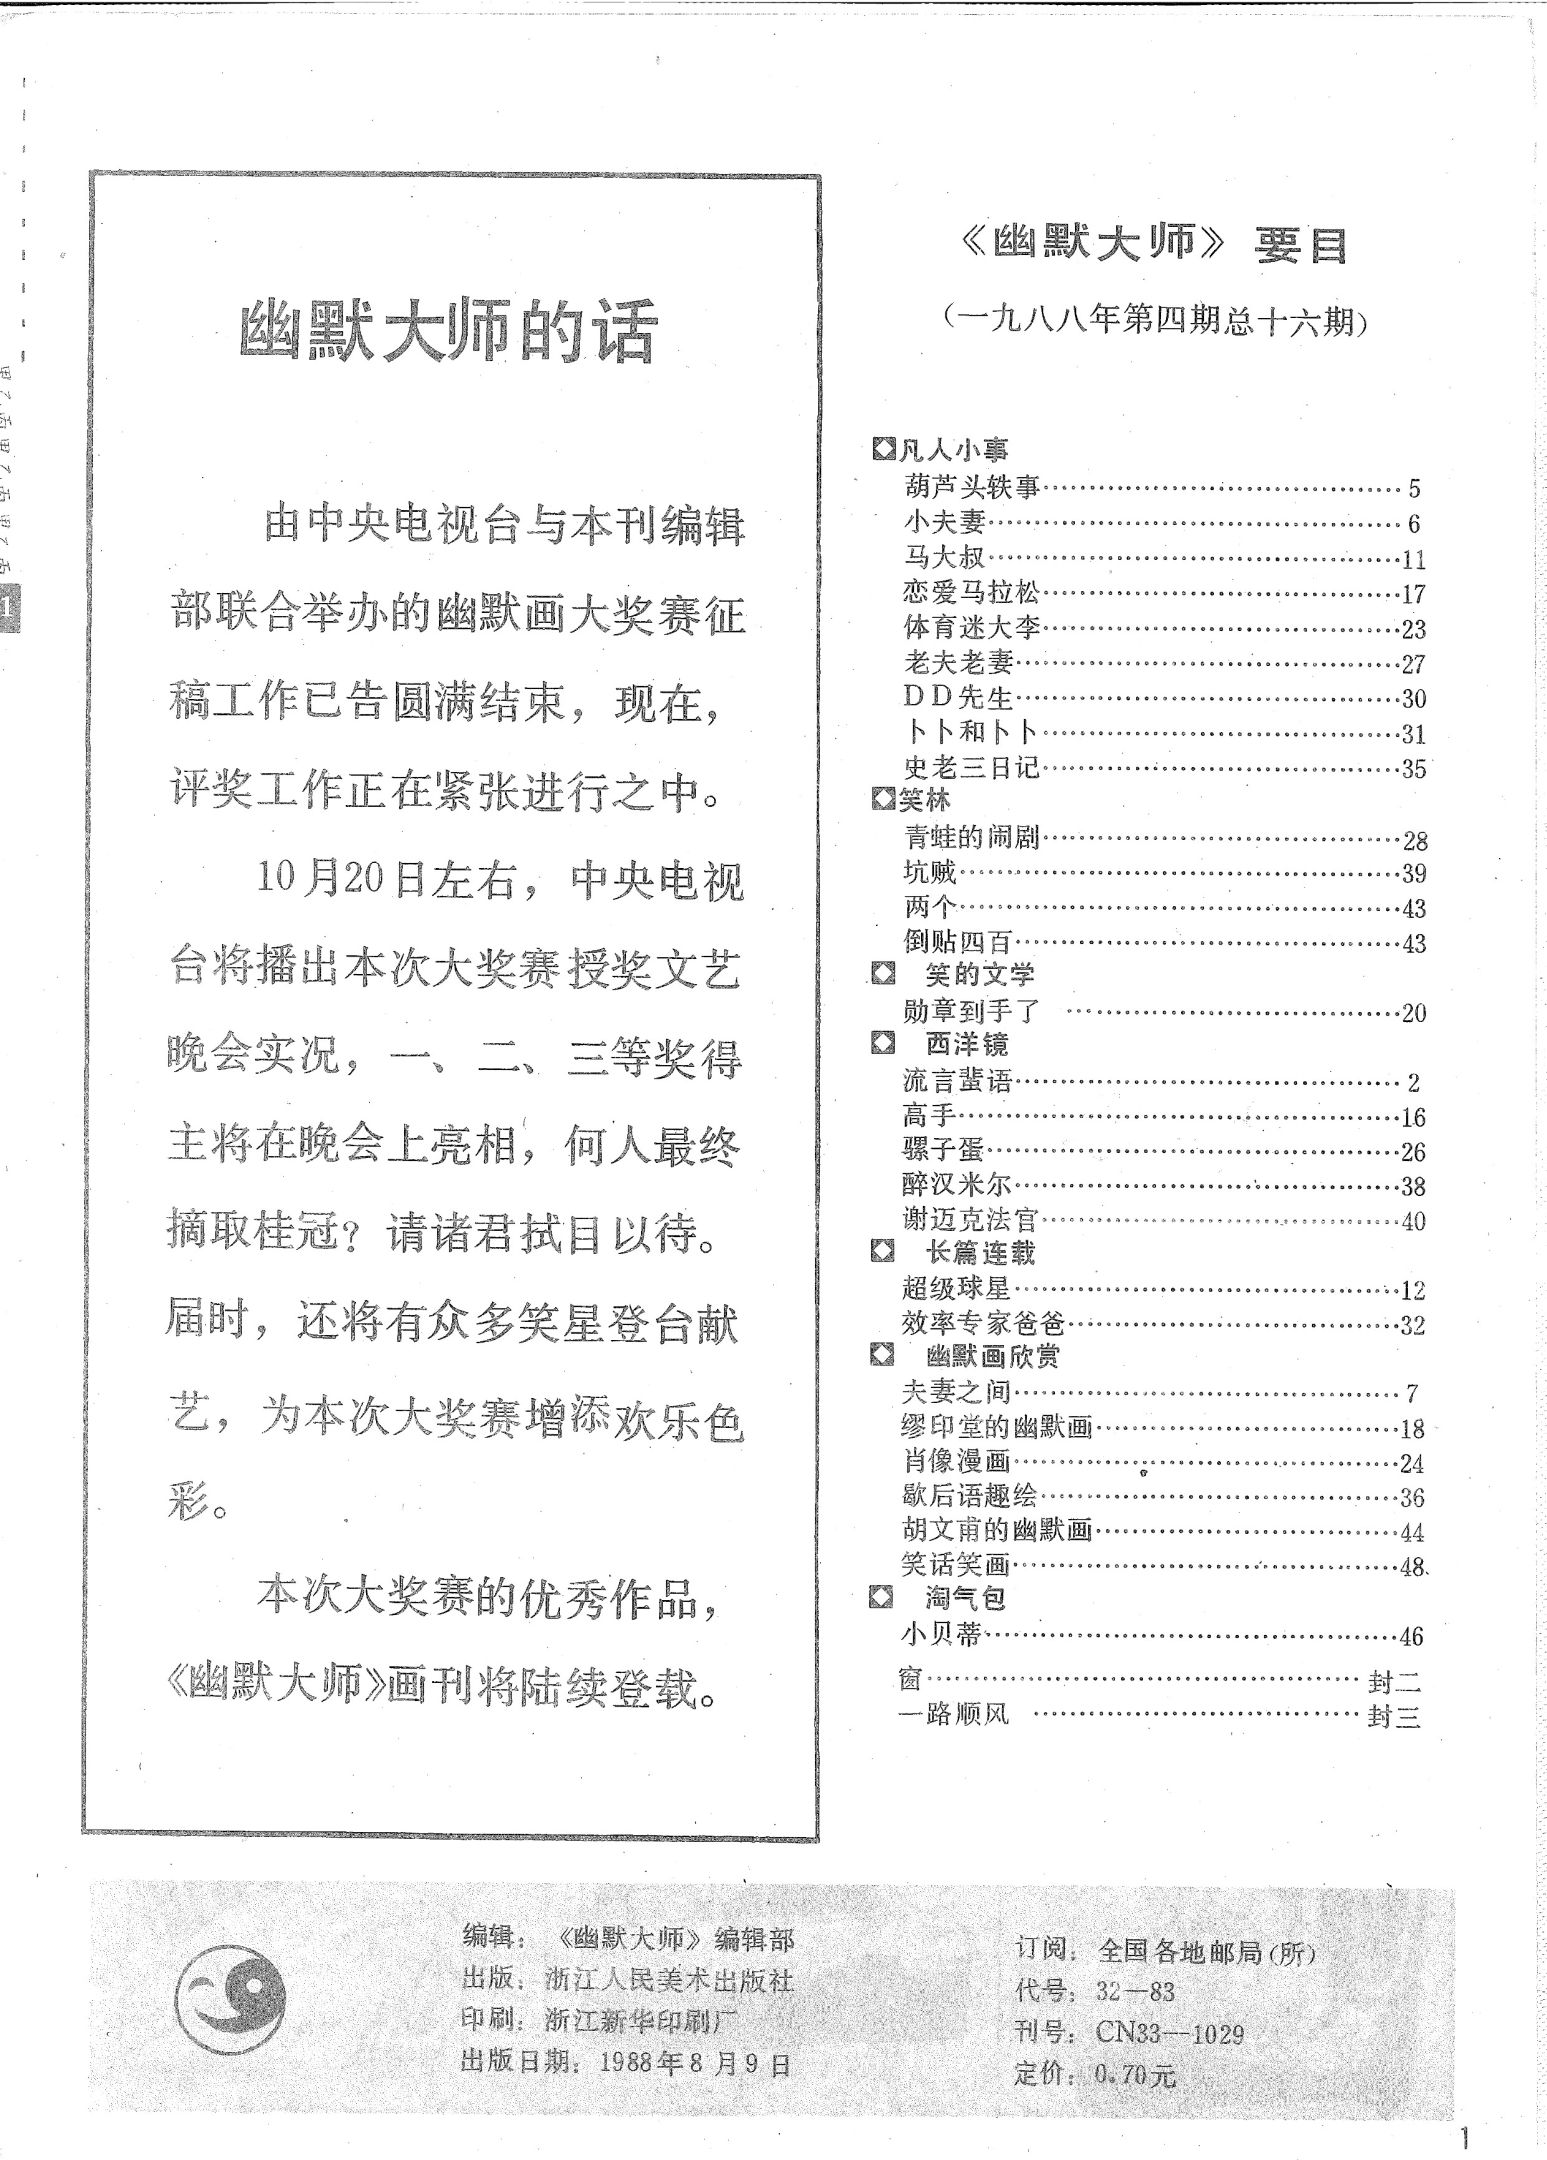 幽默大师的话
由中央电视台与本刊编辑
部联合举办的幽默画大奖赛征
稿工作已告圆满结束，现在，
评奖工作正在紧张进行之中。
10月20日左右，中央电视
台将播出本次大奖赛授奖文艺
晚会实况，一、二、三等奖得
主将在晚会上亮相，何人最终
摘取桂冠？请诸君拭目以待。
届时，还将有众多笑星登台献
艺，为本次大奖赛增添欢乐色
彩。
本次大奖赛的优秀作品，
《幽默大师》画刊将陆续登载。
《幽默大师》要目
（一九八八年第四期总十六期）
凡人小事
葫芦头轶事……5
小夫妻……6
马大叔……11
恋爱马拉松……17
体育迷大李……23
老夫老妻……27
DD先生……30
卜卜和卜卜……31
史老三日记……35
笑林
青蛙的闹剧……28
坑贼……39
两个……43
倒贴四百……43
笑的文学
勋章到手了……20
西洋镜
流言蜚语……2
高手……16
骡子蛋……26
醉汉米尔……38
谢迈克法官……40
长篇连载
超级球星……12
效率专家爸爸……32
幽默画欣赏
夫妻之间……7
缪印堂的幽默画……18
肖像漫画……24
歇后语趣绘……36
胡文甫的幽默画……44
笑话笑画……48
淘气包
小贝蒂……46
窗……封二
一路顺风……封三
编辑：《幽默大师》编辑部
出版：浙江人民美术出版社
印刷：浙江新华印刷厂
出版日期：1988年8月9日
订阅：全国各地邮局（所）
代号：32—83
刊号：CN33—1029
定价：0.70元
1